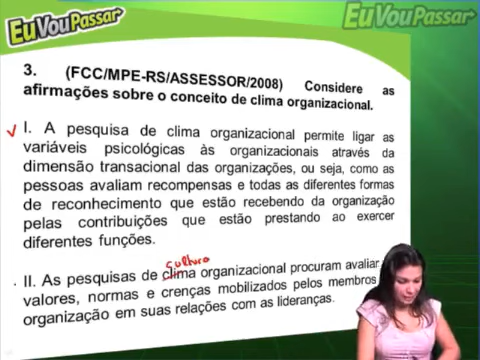 EuVouPassar
EuVouPassar
3. (FCC/MPE-RS/ASSESSOR/2008) Considere as
afirmações sobre o conceito de clima organizacional.
I. A pesquisa de clima organizacional permite ligar as
variáveis psicológicas às organizacionais através da
dimensão transacional das organizações, ou seja, como as
pessoas avaliam recompensas e todas as diferentes formas
de reconhecimento que estão recebendo da organização
pelas contribuições que estão prestando ao exercer
diferentes funções.
cultura
II. As pesquisas de clima organizacional procuram avaliar
valores, normas e crenças mobilizados pelos membros
organização em suas relações com as lideranças.